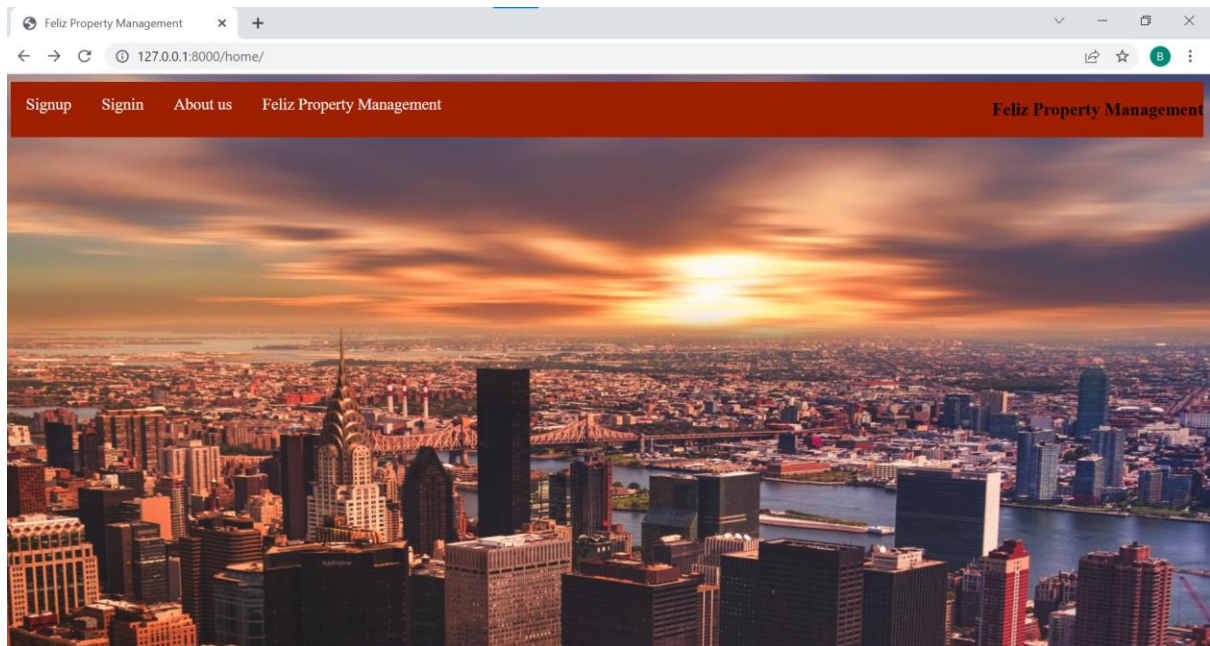 Feliz Property Management
127.0.0.1:8000/home/
B
Signup Signin About us Feliz Property Management
Feliz Property Management